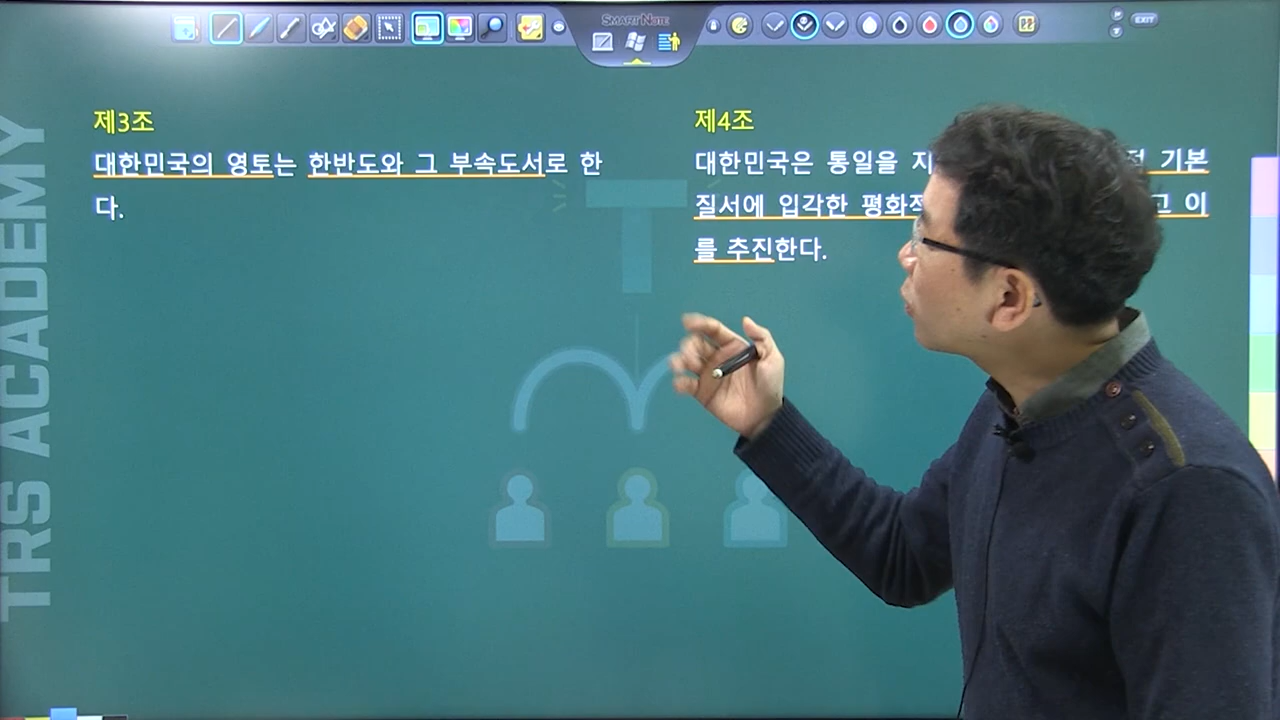 SMART NOTE
EXIT
제3조
대한민국의 영토는 한반도와 그 부속도서로 한
다.
제4조
대한민국은 통일을 지 기본
질서에 입각한 평화적 고 이
를 추진한다.
TRS ACADEMY